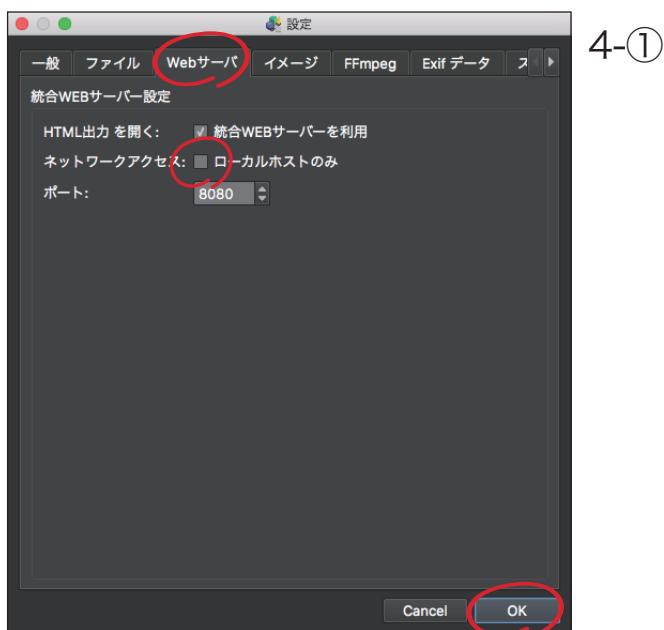 設定
4-①
一般 ファイル Webサーバ イメージ FFmpeg Exif データ ス
統合WEBサーバー設定
HTML出力 を開く: 統合WEBサーバーを利用
ネットワークアクセス: ローカルホストのみ
ポート: 8080
Cancel OK